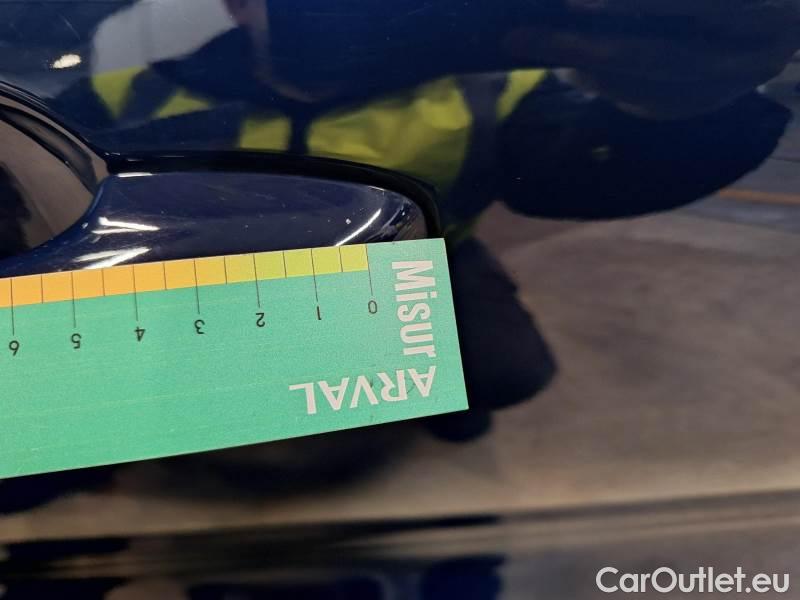 Misur
ARVAL
0 1 2 3 4 5 6
CarOutlet.eu